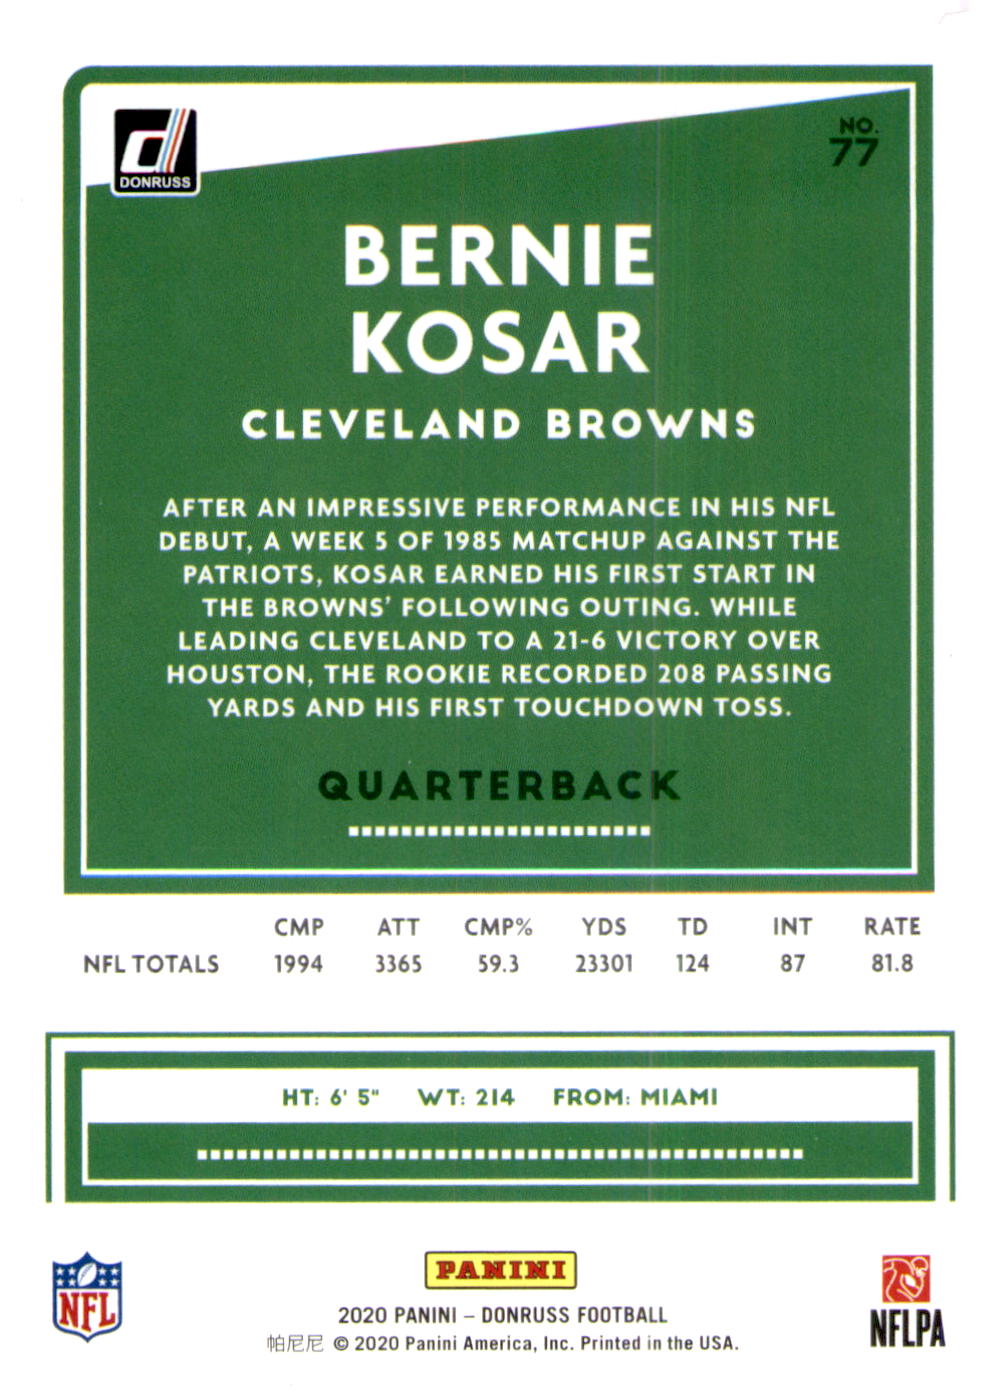 DONRUSS
NO.
77
BERNIE
KOSAR
CLEVELAND BROWNS
AFTER AN IMPRESSIVE PERFORMANCE IN HIS NFL
DEBUT, A WEEK 5 OF 1985 MATCHUP AGAINST THE
PATRIOTS, KOSAR EARNED HIS FIRST START IN
THE BROWNS' FOLLOWING OUTING. WHILE
LEADING CLEVELAND TO A 21-6 VICTORY OVER
HOUSTON, THE ROOKIE RECORDED 208 PASSING
YARDS AND HIS FIRST TOUCHDOWN TOSS.
QUARTERBACK
CMP ATT CMP% YDS TD INT RATE
NFL TOTALS 1994 3365 59.3 23301 124 87 81.8
HT: 6' 5" WT: 214 FROM: MIAMI
NFL
PANINI
NFLPA
2020 PANINI – DONRUSS FOOTBALL
帕尼尼 © 2020 Panini America, Inc. Printed in the USA.